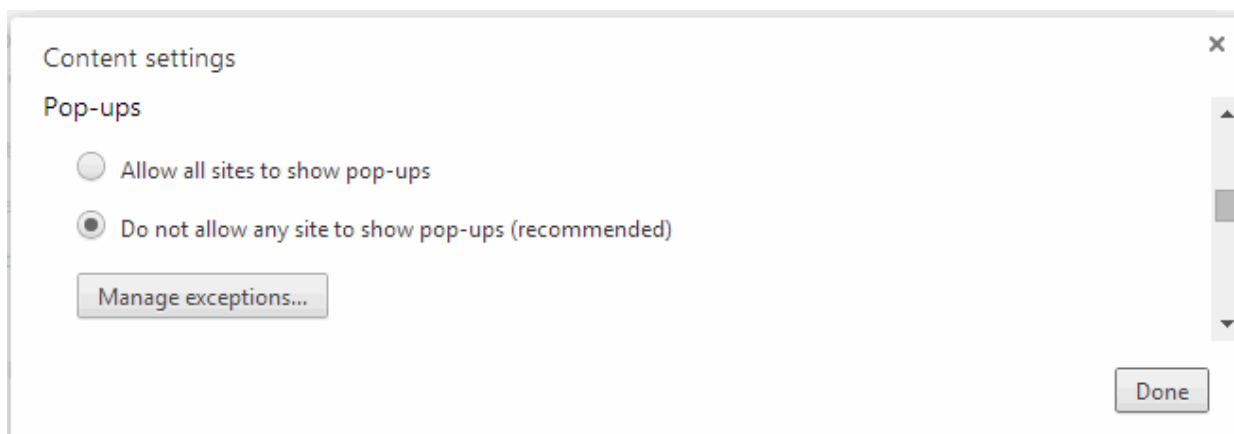 Content settings
Pop-ups
Allow all sites to show pop-ups
Do not allow any site to show pop-ups (recommended)
Manage exceptions...
Done